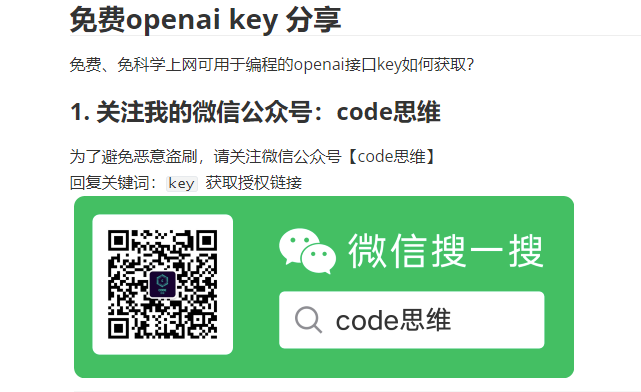 免费openai key 分享
免费、免科学上网可用于编程的openai接口key如何获取？
1. 关注我的微信公众号：code思维
为了避免恶意盗刷，请关注微信公众号【code思维】
回复关键词：key 获取授权链接
微信搜一搜
code思维